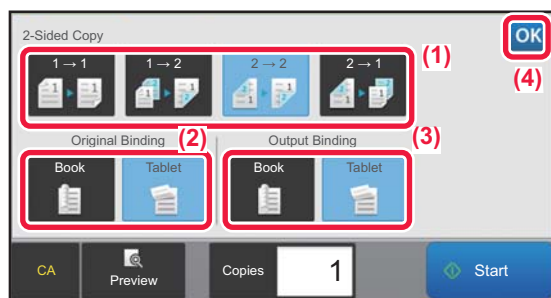 2-Sided Copy
OK
1 → 1
1 → 2
2 → 2
2 → 1
(1)
(4)
Original Binding
(2)
Output Binding
(3)
Book
Tablet
Book
Tablet
CA
Preview
Copies
1
Start